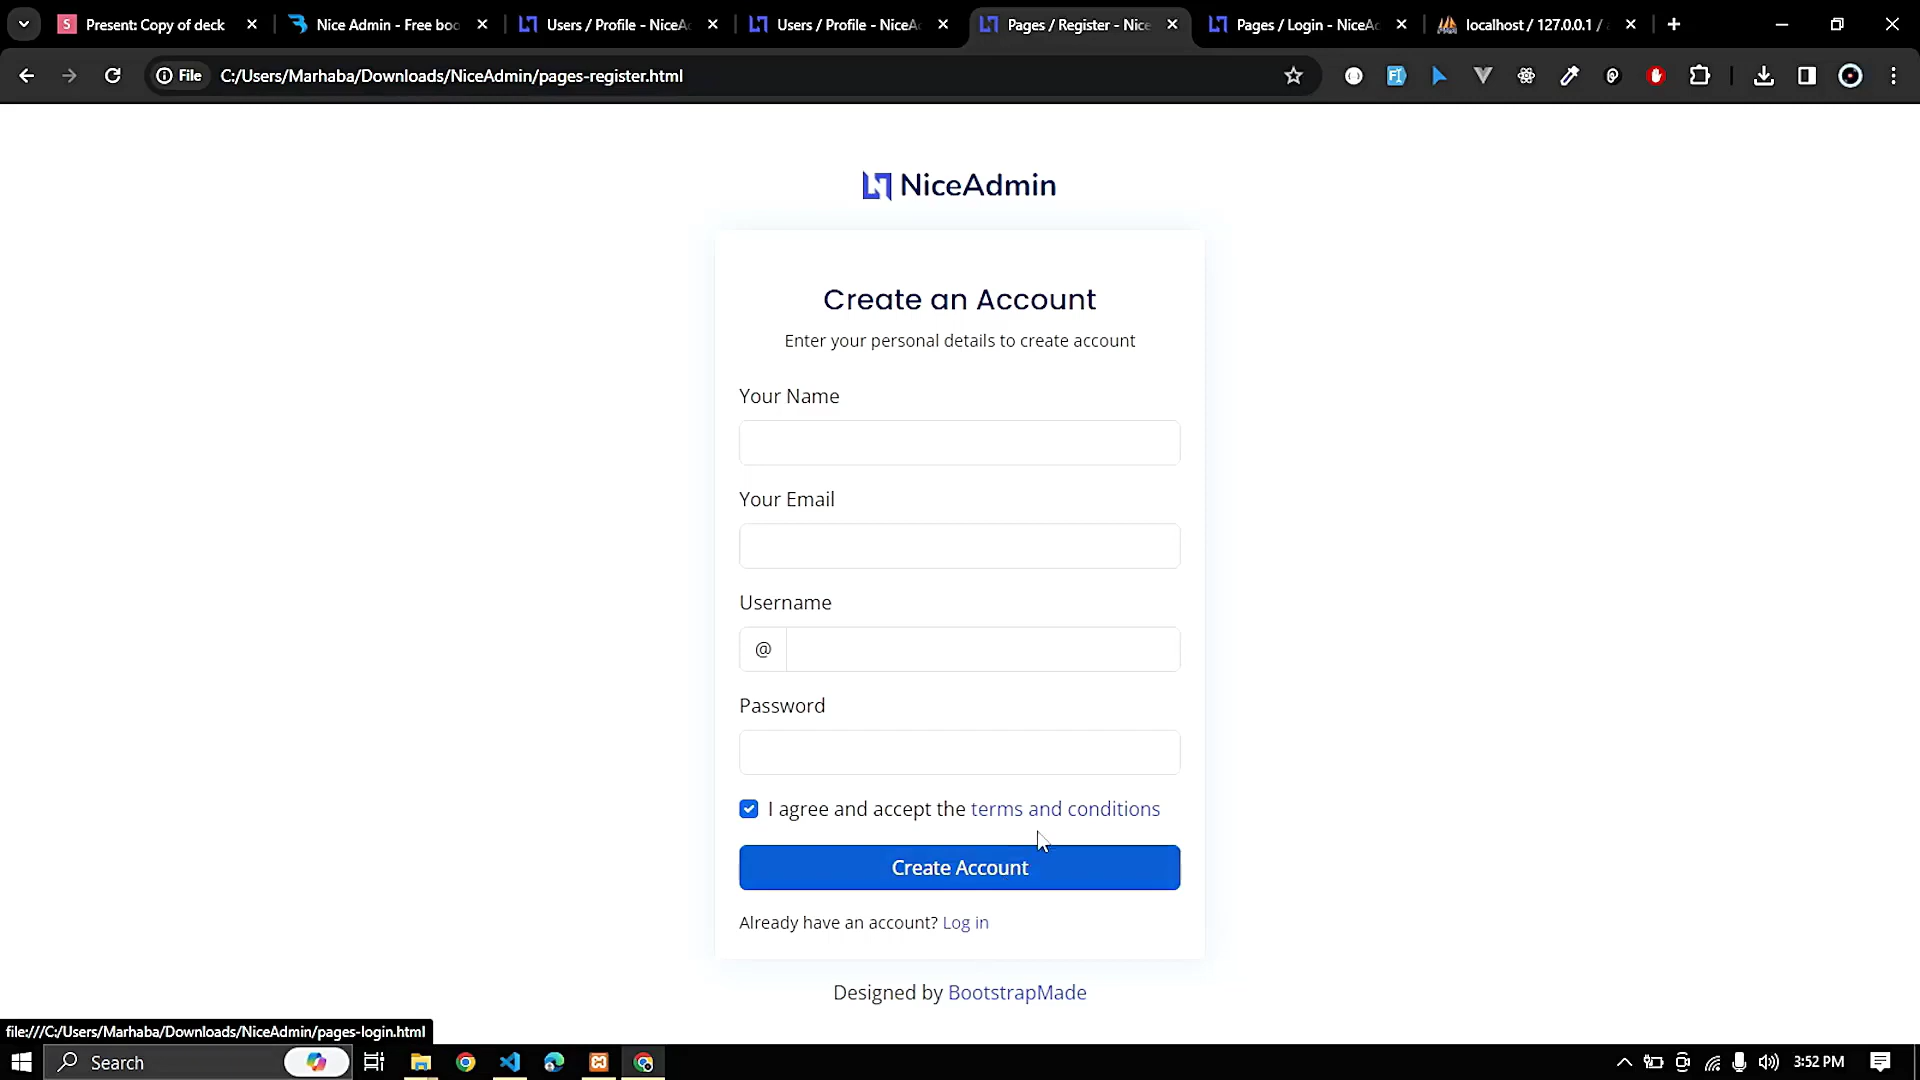 Present: Copy of deck
Nice Admin - Free boo
Users / Profile - NiceA
Users / Profile - NiceA
Pages / Register - Nice
Pages / Login - NiceA
localhost / 127.0.0.1 /
File
C:/Users/Marhaba/Downloads/NiceAdmin/pages-register.html
NiceAdmin
Create an Account
Enter your personal details to create account
Your Name
Your Email
Username
@
Password
I agree and accept the terms and conditions
Create Account
Already have an account? Log in
Designed by BootstrapMade
file:///C:/Users/Marhaba/Downloads/NiceAdmin/pages-login.html
Search
3:52 PM